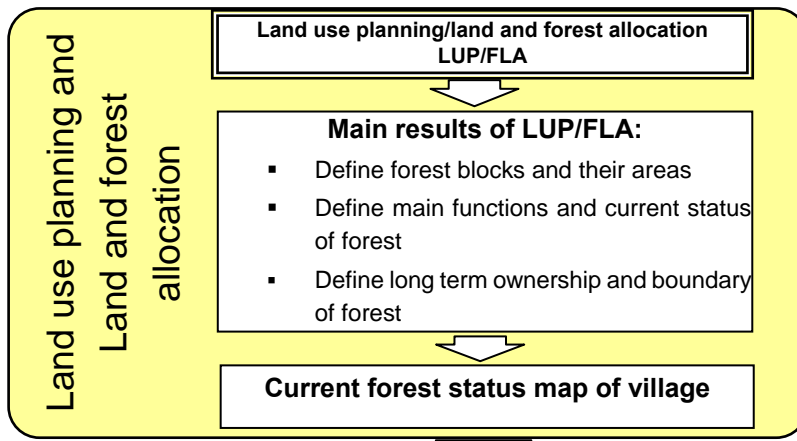 Land use planning and
Land and forest
allocation
Land use planning/land and forest allocation
LUP/FLA
Main results of LUP/FLA:
▪ Define forest blocks and their areas
▪ Define main functions and current status
of forest
▪ Define long term ownership and boundary
of forest
Current forest status map of village